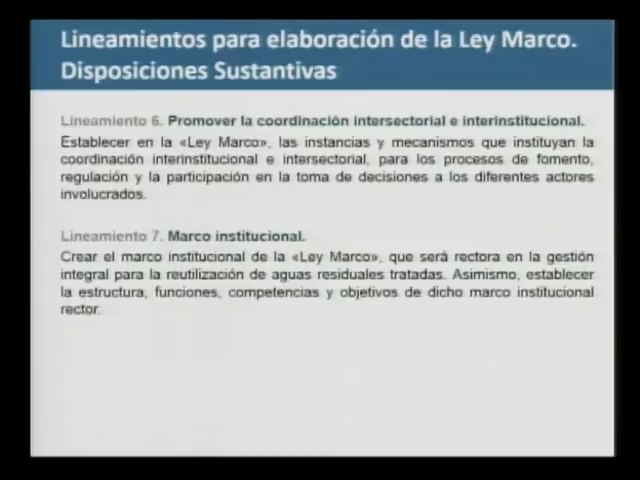 Lineamientos para elaboración de la Ley Marco.
Disposiciones Sustantivas
Lineamiento 6. Promover la coordinación intersectorial e interinstitucional.
Establecer en la «Ley Marco», las instancias y mecanismos que instituyan la
coordinación interinstitucional e intersectorial, para los procesos de fomento,
regulación y la participación en la toma de decisiones a los diferentes actores
involucrados.
Lineamiento 7. Marco institucional.
Crear el marco institucional de la «Ley Marco», que será rectora en la gestión
integral para la reutilización de aguas residuales tratadas. Asimismo, establecer
la estructura, funciones, competencias y objetivos de dicho marco institucional
rector.